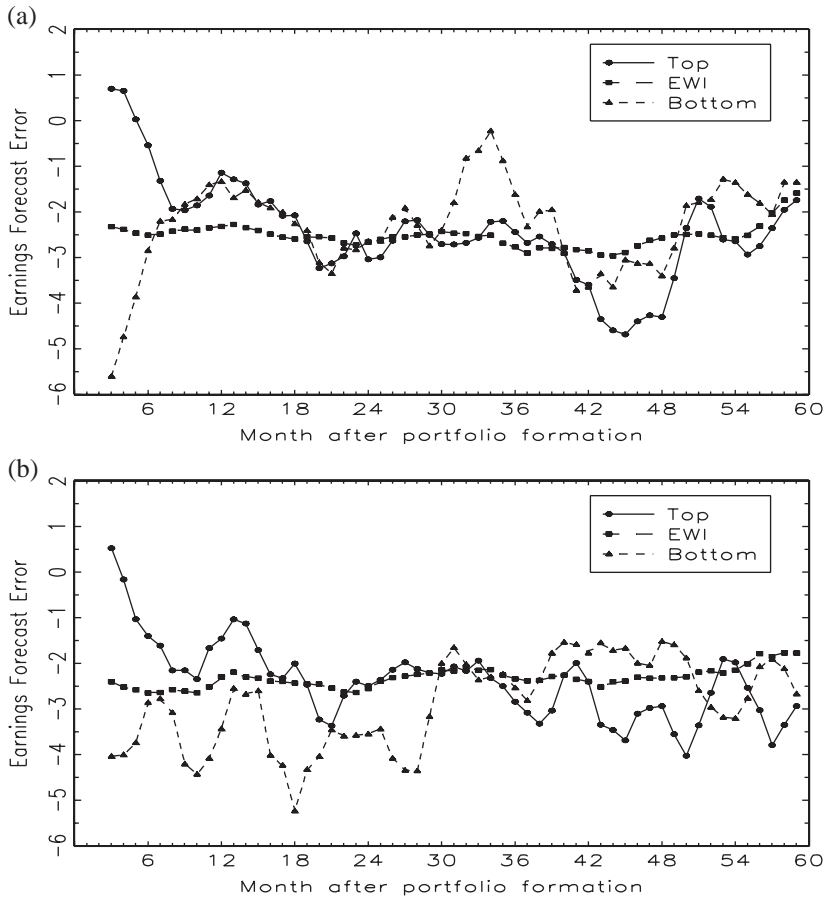 (a)
2
1
0
-1
-2
-3
-4
-5
-6
Earnings Forecast Error
Top
EWI
Bottom
6 12 18 24 30 36 42 48 54 60
Month after portfolio formation
(b)
2
1
0
-1
-2
-3
-4
-5
-6
Earnings Forecast Error
Top
EWI
Bottom
6 12 18 24 30 36 42 48 54 60
Month after portfolio formation